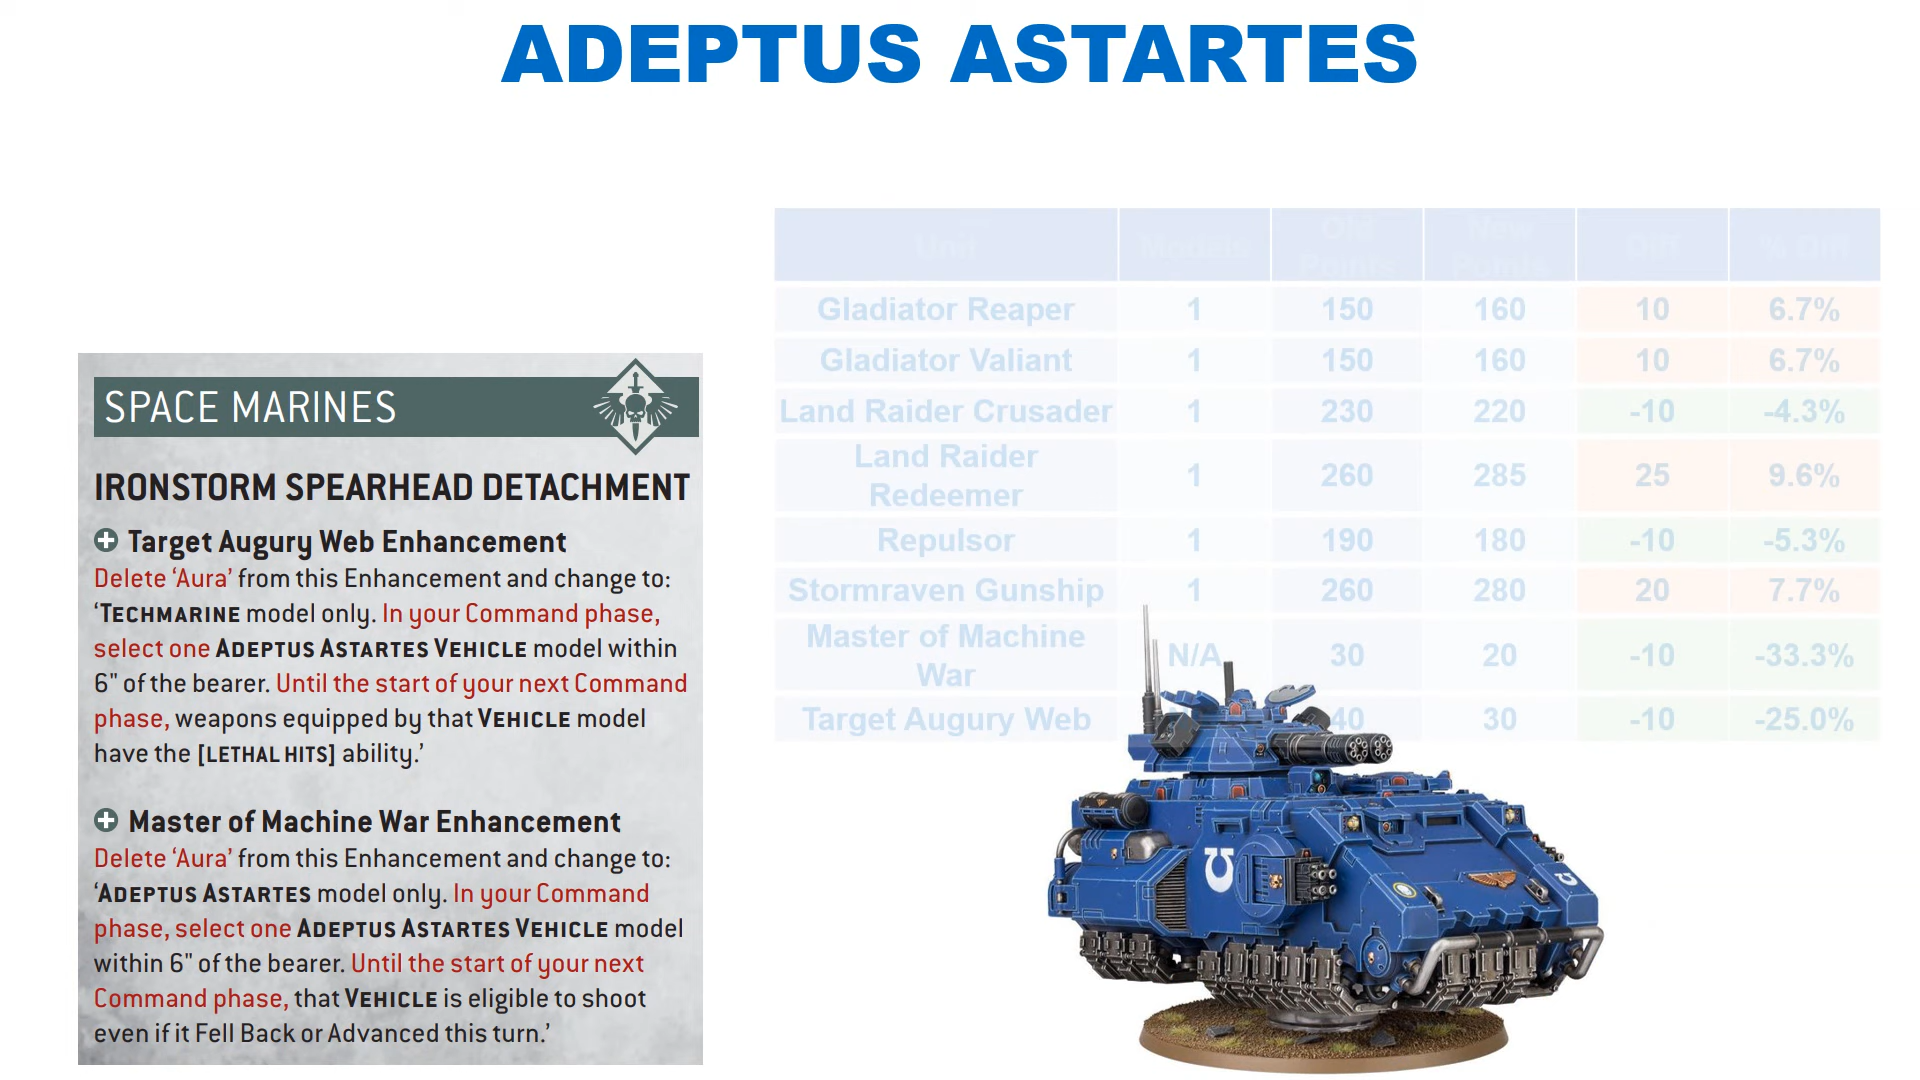 ADEPTUS ASTARTES
SPACE MARINES
IRONSTORM SPEARHEAD DETACHMENT
Target Augury Web Enhancement
Delete ‘Aura’ from this Enhancement and change to:
‘TECHMARINE model only. In your Command phase,
select one ADEPTUS ASTARTES VEHICLE model within
6" of the bearer. Until the start of your next Command
phase, weapons equipped by that VEHICLE model
have the [LETHAL HITS] ability.’
Master of Machine War Enhancement
Delete ‘Aura’ from this Enhancement and change to:
‘ADEPTUS ASTARTES model only. In your Command
phase, select one ADEPTUS ASTARTES VEHICLE model
within 6" of the bearer. Until the start of your next
Command phase, that VEHICLE is eligible to shoot
even if it Fell Back or Advanced this turn.’
Unit Models Old Points New Points Diff % Diff
Gladiator Reaper 1 150 160 10 6.7%
Gladiator Valiant 1 150 160 10 6.7%
Land Raider Crusader 1 230 220 -10 -4.3%
Land Raider
Redeemer 1 260 285 25 9.6%
Repulsor 1 190 180 -10 -5.3%
Stormraven Gunship 1 260 280 20 7.7%
Master of Machine
War N/A 30 20 -10 -33.3%
Target Augury Web 40 30 -10 -25.0%